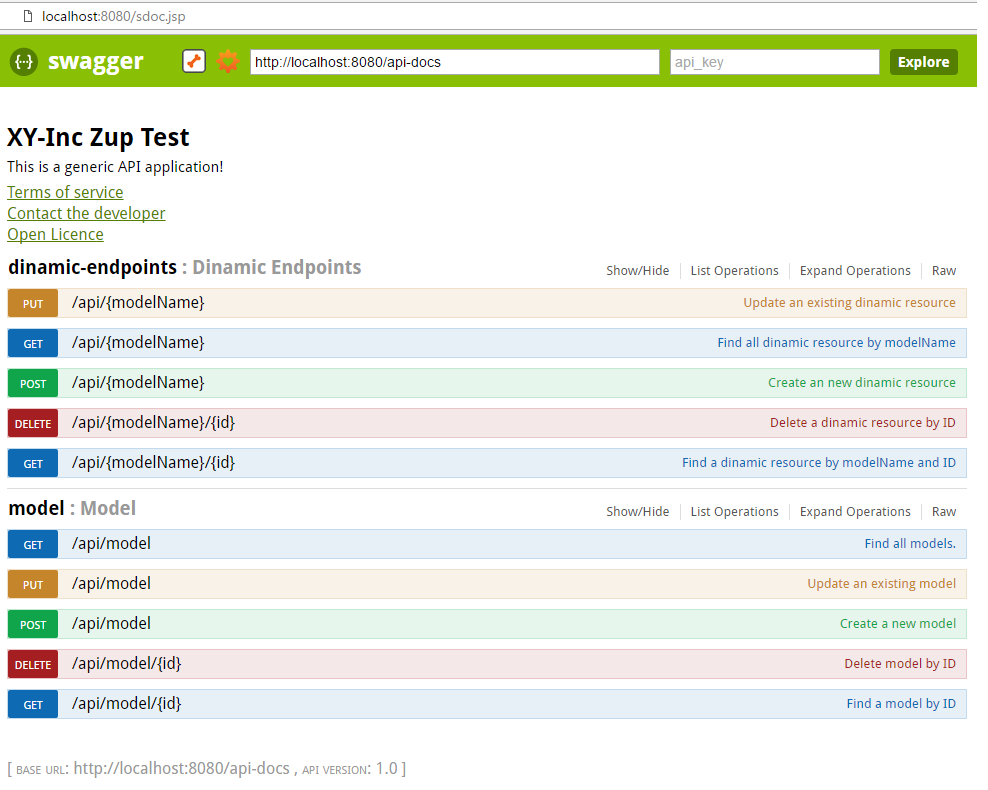 localhost:8080/sdoc.jsp
{··} swagger http://localhost:8080/api-docs api_key Explore
XY-Inc Zup Test
This is a generic API application!
Terms of service
Contact the developer
Open Licence
dinamic-endpoints : Dinamic Endpoints Show/Hide List Operations Expand Operations Raw
PUT /api/{modelName} Update an existing dinamic resource
GET /api/{modelName} Find all dinamic resource by modelName
POST /api/{modelName} Create an new dinamic resource
DELETE /api/{modelName}/{id} Delete a dinamic resource by ID
GET /api/{modelName}/{id} Find a dinamic resource by modelName and ID
model : Model Show/Hide List Operations Expand Operations Raw
GET /api/model Find all models.
PUT /api/model Update an existing model
POST /api/model Create a new model
DELETE /api/model/{id} Delete model by ID
GET /api/model/{id} Find a model by ID
[ BASE URL: http://localhost:8080/api-docs , API VERSION: 1.0 ]